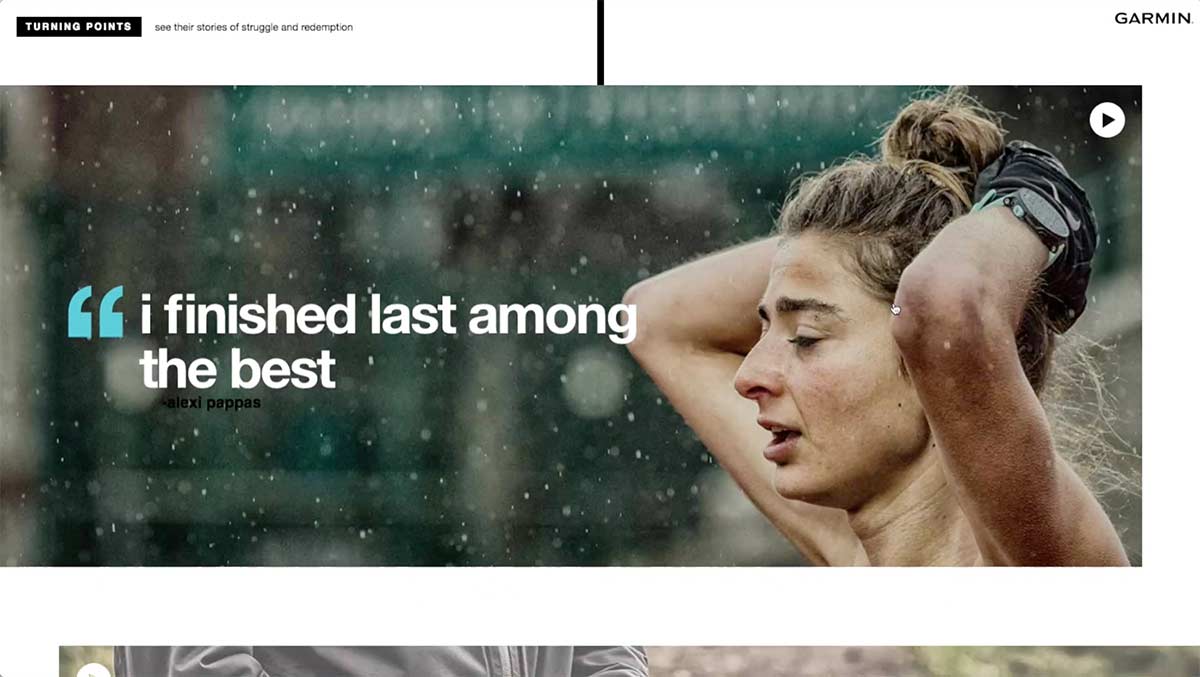 TURNING POINTS see their stories of struggle and redemption
GARMIN.
“ i finished last among
the best
-alexi pappas